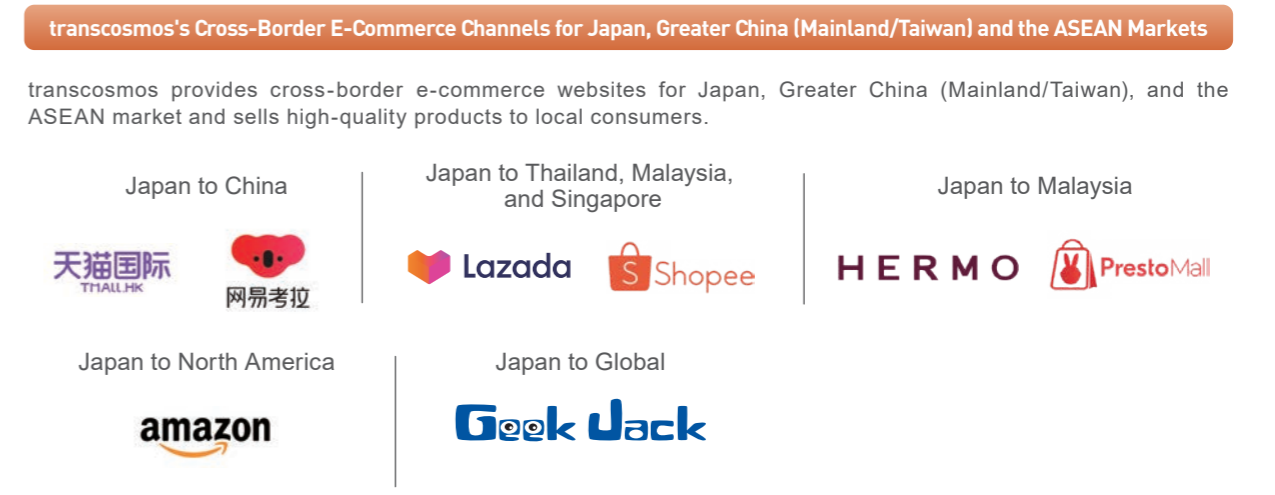 transcosmos's Cross-Border E-Commerce Channels for Japan, Greater China (Mainland/Taiwan) and the ASEAN Markets
transcosmos provides cross-border e-commerce websites for Japan, Greater China (Mainland/Taiwan), and the
ASEAN market and sells high-quality products to local consumers.
Japan to China
天猫国际
TMALL.HK
网易考拉
Japan to Thailand, Malaysia,
and Singapore
Lazada
S Shopee
Japan to Malaysia
HERMO
PrestoMall
Japan to North America
amazon
Japan to Global
Geek Jack